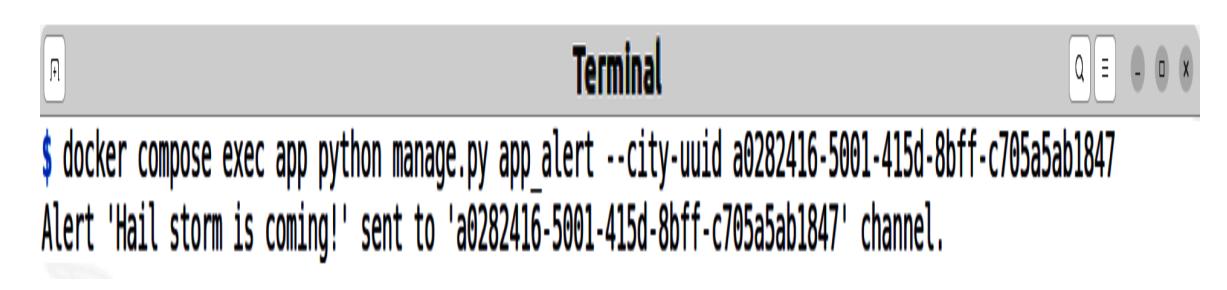 Terminal
$ docker compose exec app python manage.py app_alert --city-uuid a0282416-5001-415d-8bff-c705a5ab1847
Alert 'Hail storm is coming!' sent to 'a0282416-5001-415d-8bff-c705a5ab1847' channel.